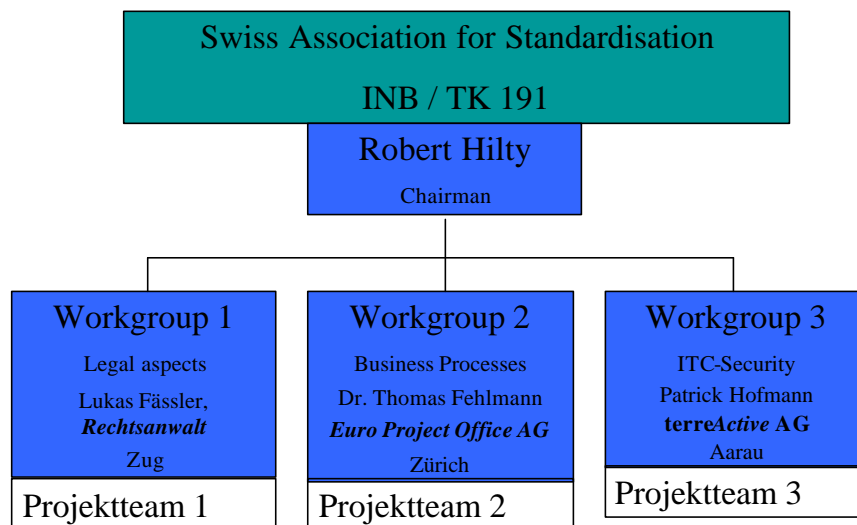 Swiss Association for Standardisation
INB / TK 191
Robert Hilty
Chairman
Workgroup 1
Legal aspects
Lukas Fässler,
Rechtsanwalt
Zug
Projektteam 1
Workgroup 2
Business Processes
Dr. Thomas Fehlmann
Euro Project Office AG
Zürich
Projektteam 2
Workgroup 3
ITC-Security
Patrick Hofmann
terreActive AG
Aarau
Projektteam 3